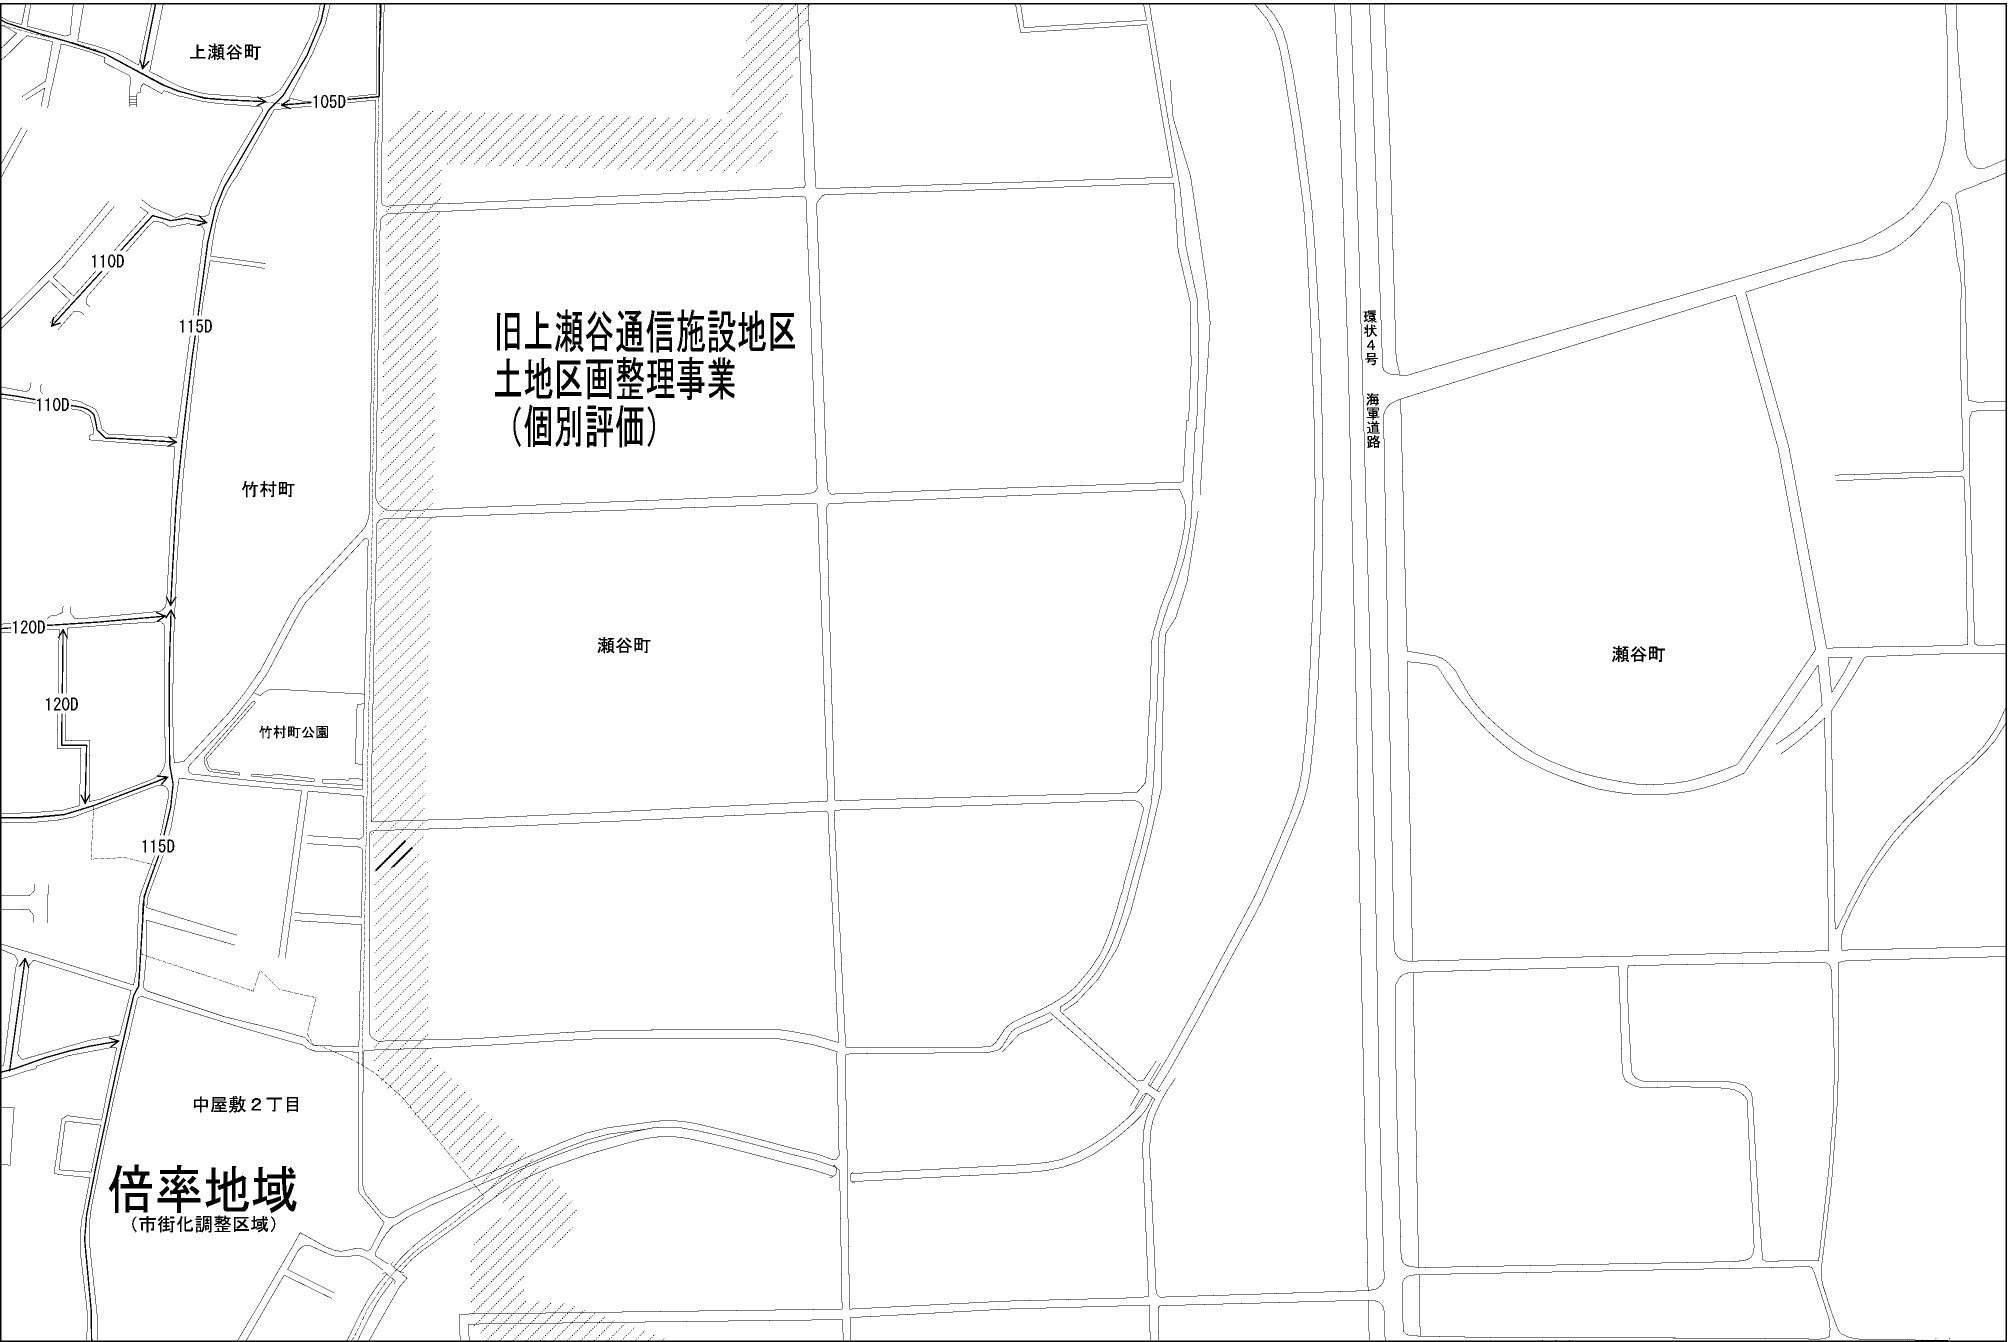 上瀬谷町
105D
110D
115D
旧上瀬谷通信施設地区
土地区画整理事業
（個別評価）
環状４号
海軍道路
110D
竹村町
120D
瀬谷町
瀬谷町
120D
竹村町公園
115D
中屋敷２丁目
倍率地域
（市街化調整区域）